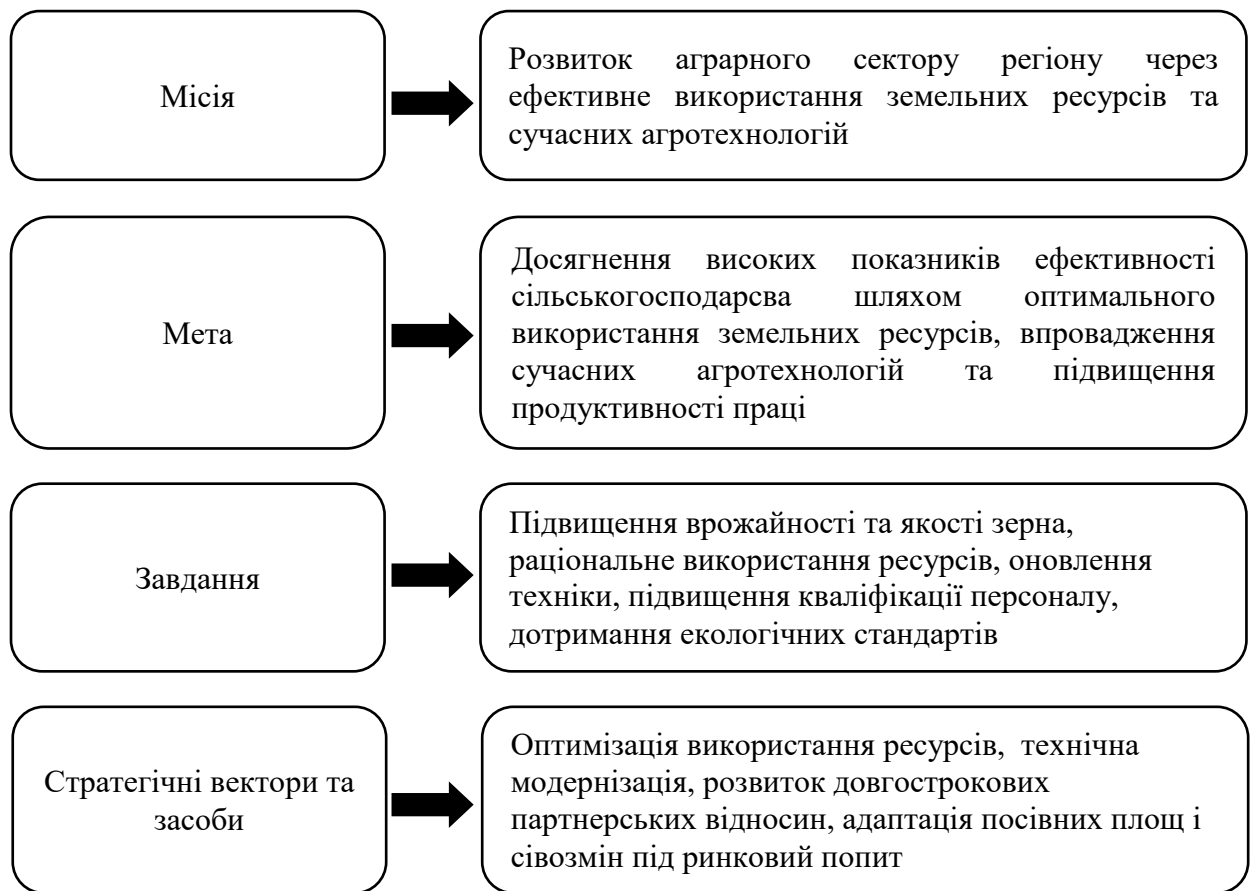 Місія
Розвиток аграрного сектору регіону через
ефективне використання земельних ресурсів та
сучасних агротехнологій
Мета
Досягнення високих показників ефективності
сільськогосподарсва шляхом оптимального
використання земельних ресурсів, впровадження
сучасних агротехнологій та підвищення
продуктивності праці
Завдання
Підвищення врожайності та якості зерна,
раціональне використання ресурсів, оновлення
техніки, підвищення кваліфікації персоналу,
дотримання екологічних стандартів
Стратегічні вектори та
засоби
Оптимізація використання ресурсів, технічна
модернізація, розвиток довгострокових
партнерських відносин, адаптація посівних площ і
сівозмін під ринковий попит